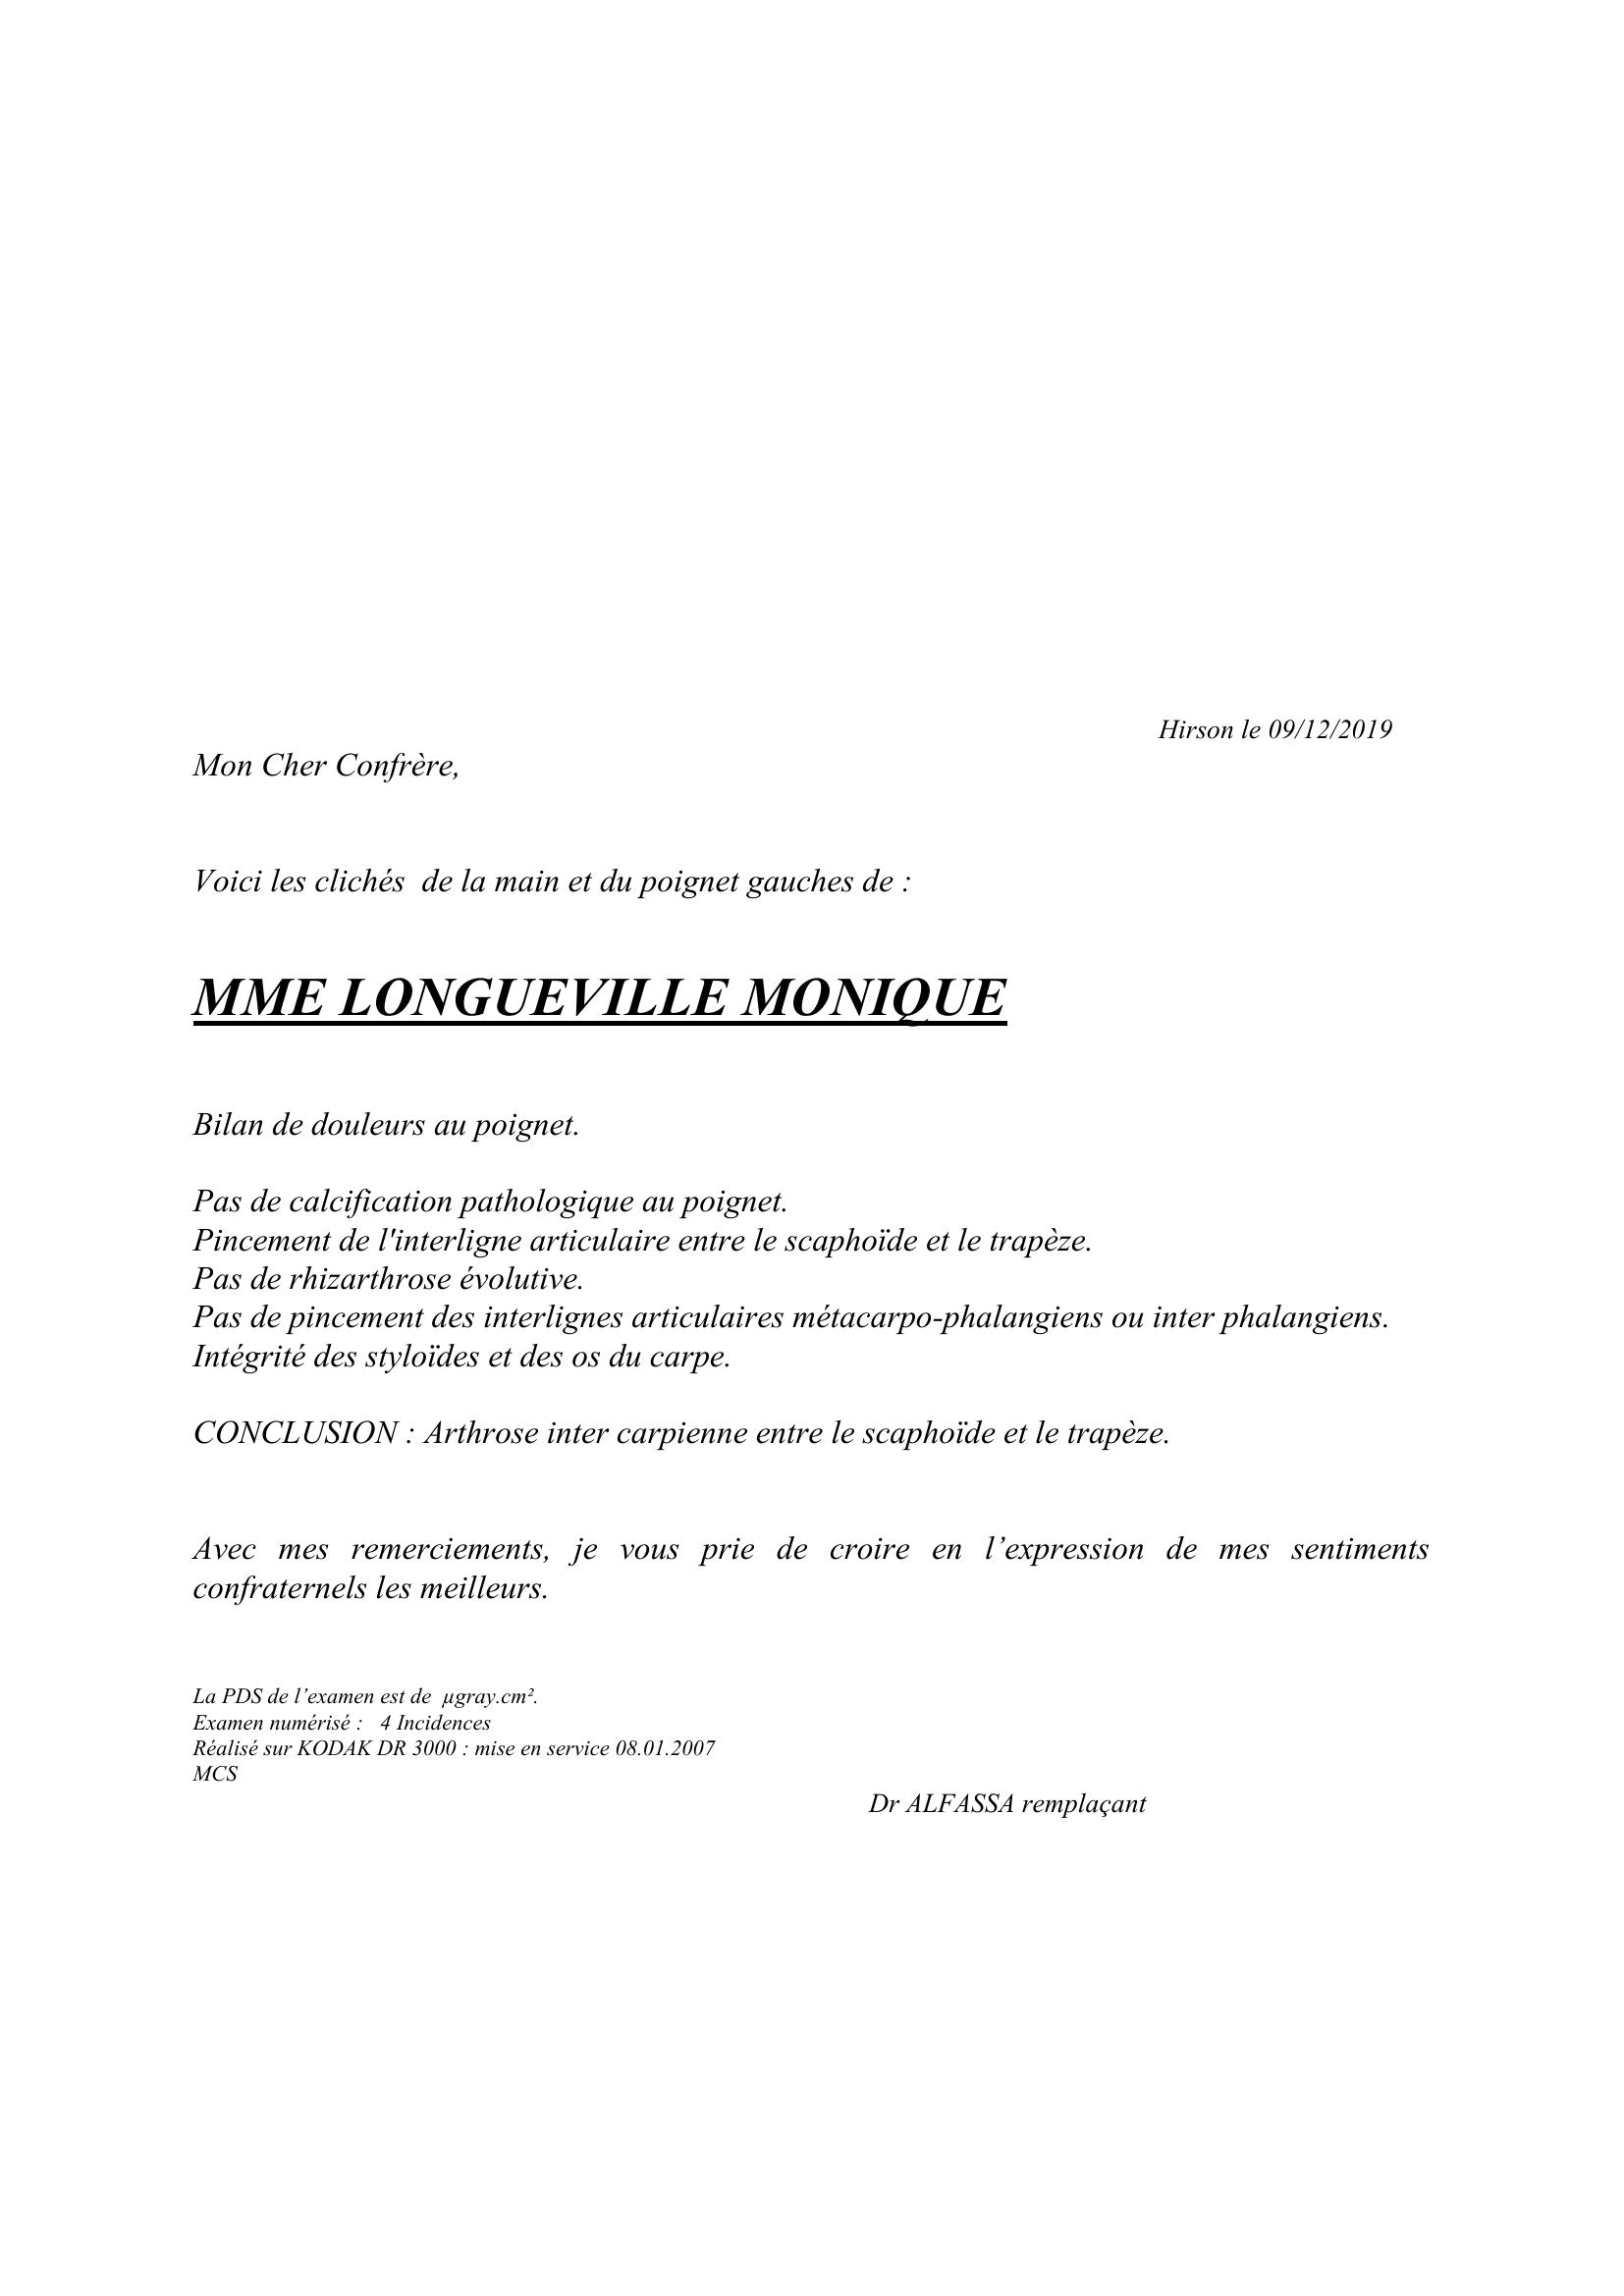 Hirson le 09/12/2019
Mon Cher Confrère,
Voici les clichés  de la main et du poignet gauches de :
MME LONGUEVILLE MONIQUE
Bilan de douleurs au poignet.
Pas de calcification pathologique au poignet.
Pincement de l'interligne articulaire entre le scaphoïde et le trapèze.
Pas de rhizarthrose évolutive.
Pas de pincement des interlignes articulaires métacarpo-phalangiens ou inter phalangiens.
Intégrité des styloïdes et des os du carpe.
CONCLUSION : Arthrose inter carpienne entre le scaphoïde et le trapèze.
Avec mes remerciements, je vous prie de croire en l’expression de mes sentiments
confraternels les meilleurs.
La PDS de l’examen est de  µgray.cm².
Examen numérisé :   4 Incidences
Réalisé sur KODAK DR 3000 : mise en service 08.01.2007
MCS
Dr ALFASSA remplaçant